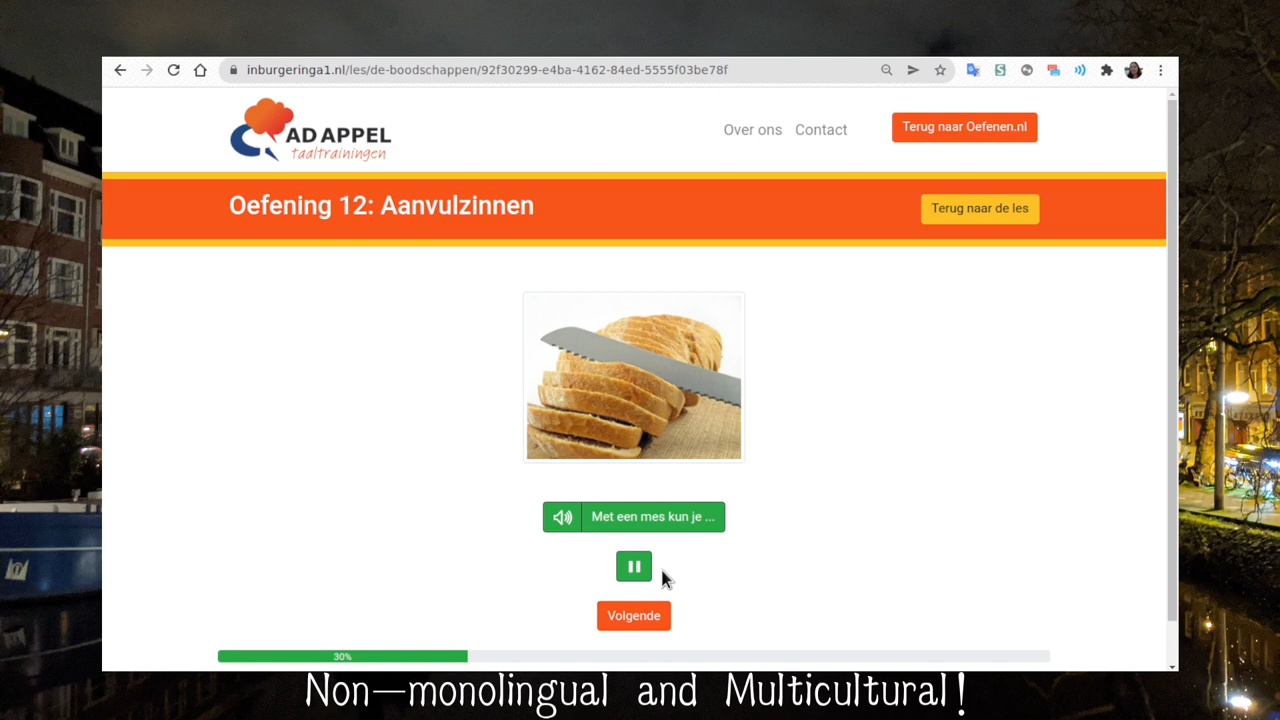 inburgeringa1.nl/les/de-boodschappen/92f30299-e4ba-4162-84ed-5555f03be78f
AD APPEL
taaltrainingen
Over ons
Contact
Terug naar Oefenen.nl
Oefening 12: Aanvulzinnen
Terug naar de les
Met een mes kun je ...
Volgende
30%
Non—monolingual and Multicultural!